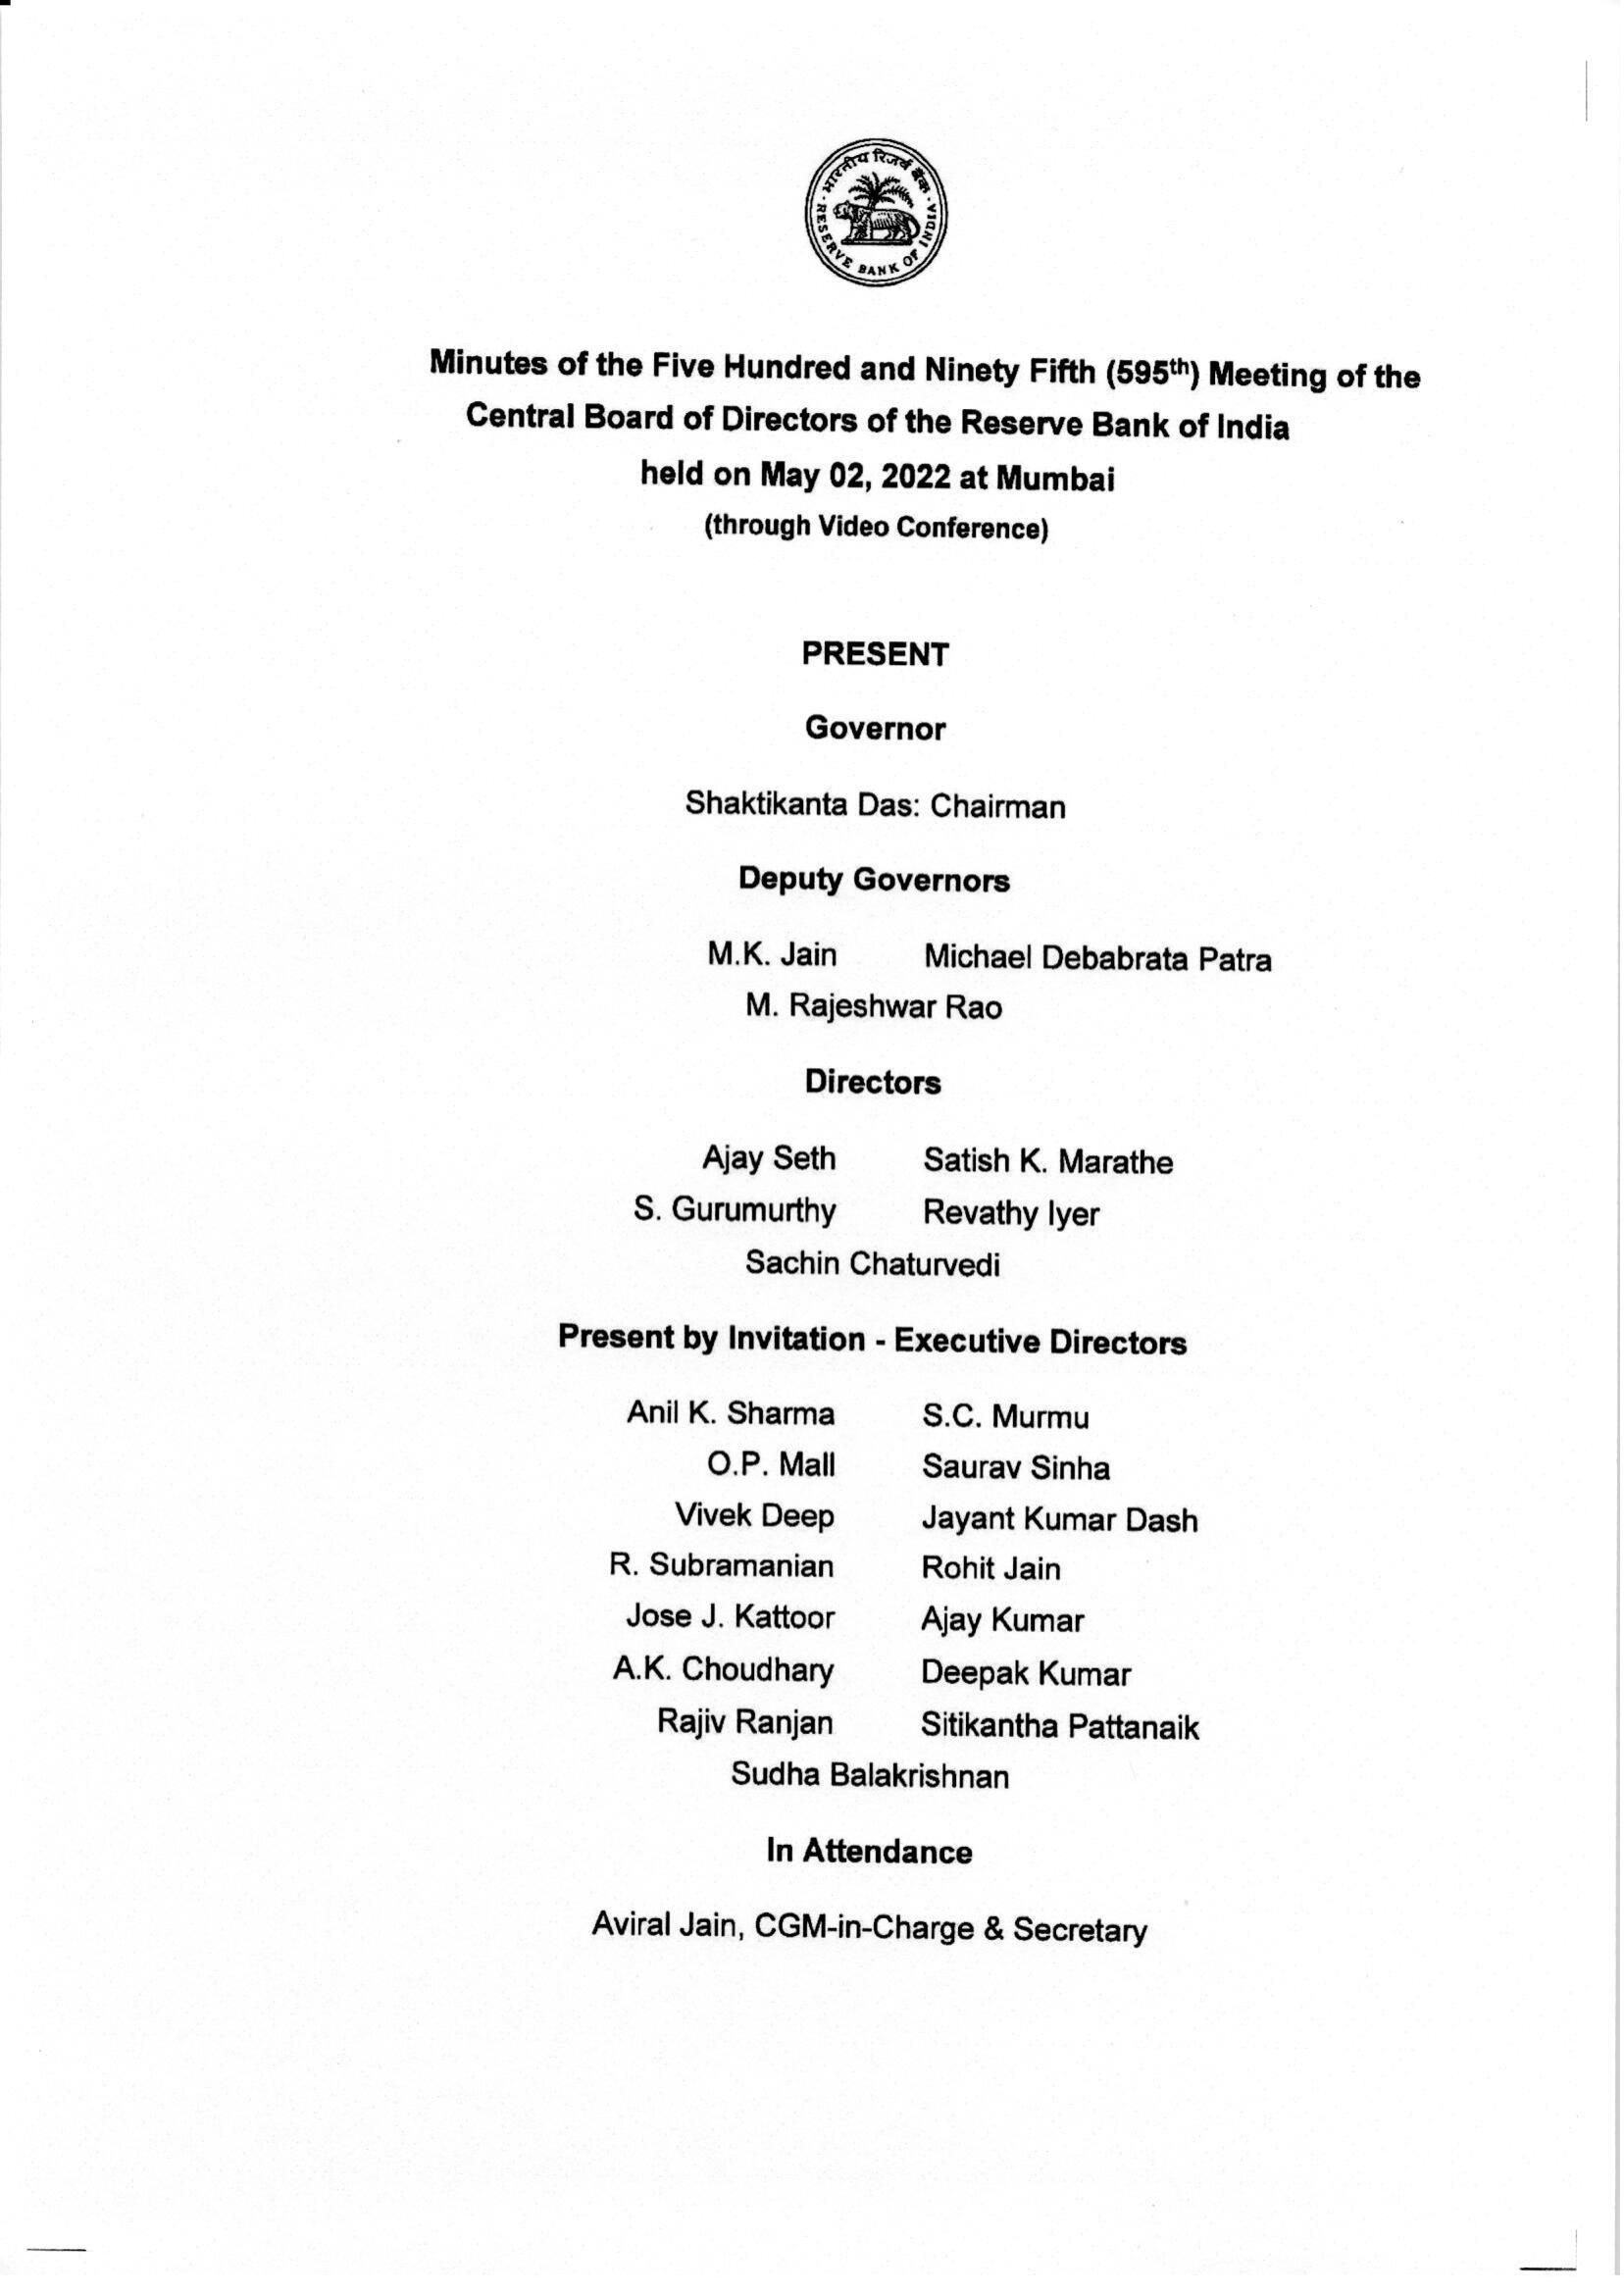 भारतीय रिज़र्व बैंक
RESERVE BANK OF INDIA
Minutes of the Five Hundred and Ninety Fifth (595th) Meeting of the
Central Board of Directors of the Reserve Bank of India
held on May 02, 2022 at Mumbai
(through Video Conference)
PRESENT
Governor
Shaktikanta Das: Chairman
Deputy Governors
M.K. Jain Michael Debabrata Patra
M. Rajeshwar Rao
Directors
Ajay Seth Satish K. Marathe
S. Gurumurthy Revathy Iyer
Sachin Chaturvedi
Present by Invitation - Executive Directors
Anil K. Sharma S.C. Murmu
O.P. Mall Saurav Sinha
Vivek Deep Jayant Kumar Dash
R. Subramanian Rohit Jain
Jose J. Kattoor Ajay Kumar
A.K. Choudhary Deepak Kumar
Rajiv Ranjan Sitikantha Pattanaik
Sudha Balakrishnan
In Attendance
Aviral Jain, CGM-in-Charge & Secretary